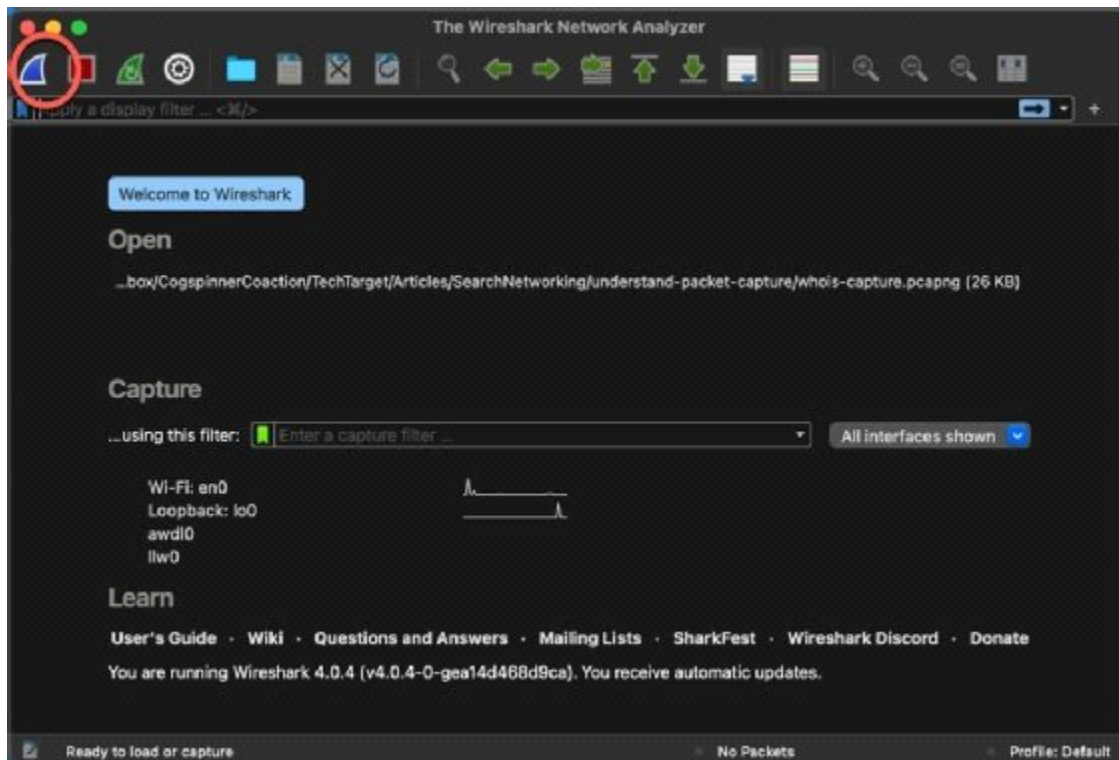 The Wireshark Network Analyzer
Apply a display filter ... <⌘/>
Welcome to Wireshark
Open
...box/CogspinnerCoaction/TechTarget/Articles/SearchNetworking/understand-packet-capture/whois-capture.pcapng (26 KB)
Capture
...using this filter: Enter a capture filter ... All interfaces shown
Wi-Fi: en0
Loopback: lo0
awdl0
llw0
Learn
User's Guide · Wiki · Questions and Answers · Mailing Lists · SharkFest · Wireshark Discord · Donate
You are running Wireshark 4.0.4 (v4.0.4-0-gea14d468d9ca). You receive automatic updates.
Ready to load or capture No Packets Profile: Default